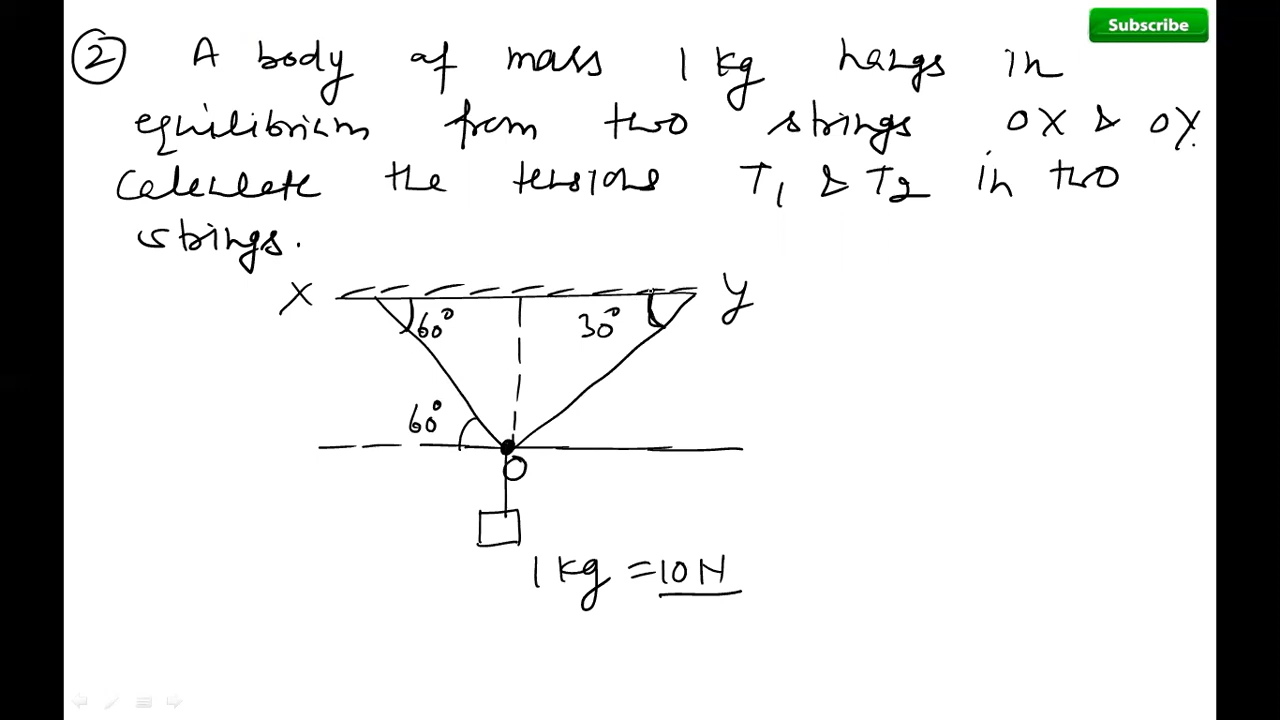 Subscribe
② A body of mass 1 kg hangs in
equilibrium from two strings OX & OY.
Calculate the tensions T1 & T2 in two
strings.
X Y
60° 30°
60°
O
1 kg = 10 N